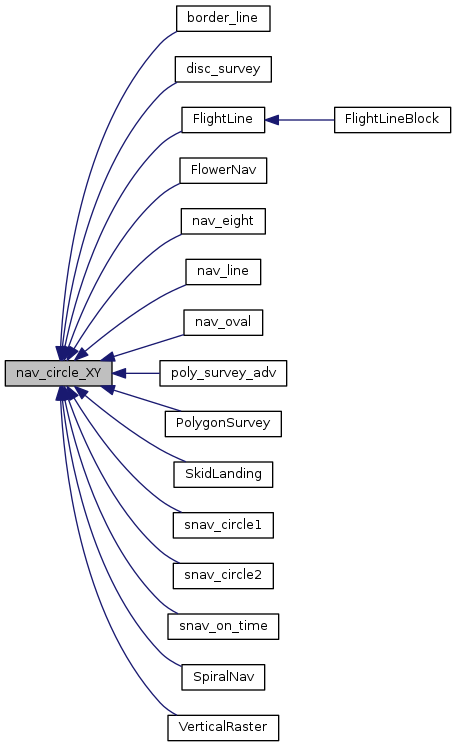 border_line
disc_survey
FlightLine
FlightLineBlock
FlowerNav
nav_eight
nav_line
nav_oval
nav_circle_XY
poly_survey_adv
PolygonSurvey
SkidLanding
snav_circle1
snav_circle2
snav_on_time
SpiralNav
VerticalRaster